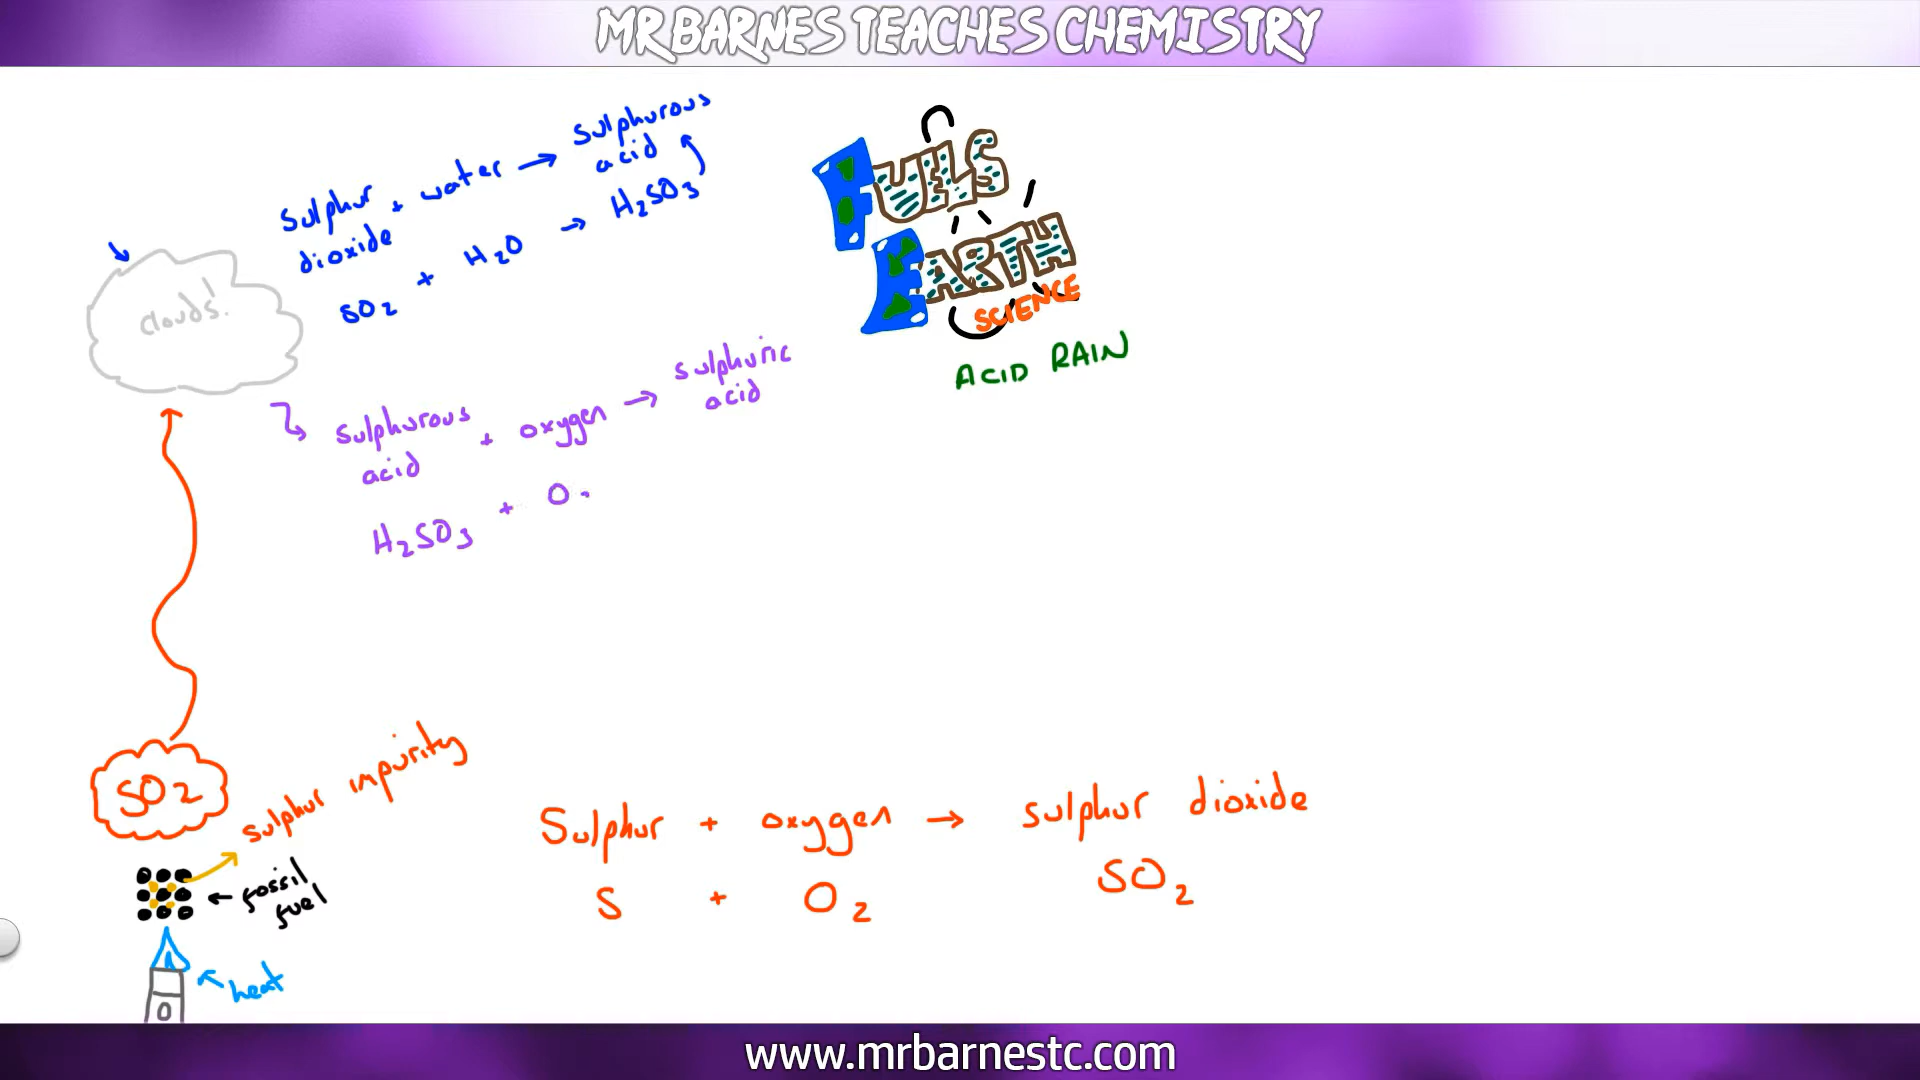 MR BARNES TEACHES CHEMISTRY
sulphur dioxide + water → sulphurous acid
SO2 + H2O → H2SO3
FUELS
EARTH
SCIENCE
ACID RAIN
clouds!
sulphurous acid + oxygen → sulphuric acid
H2SO3 + O
SO2
sulphur impurity
fossil fuel
heat
Sulphur + oxygen → sulphur dioxide
S + O2 SO2
www.mrbarnestc.com